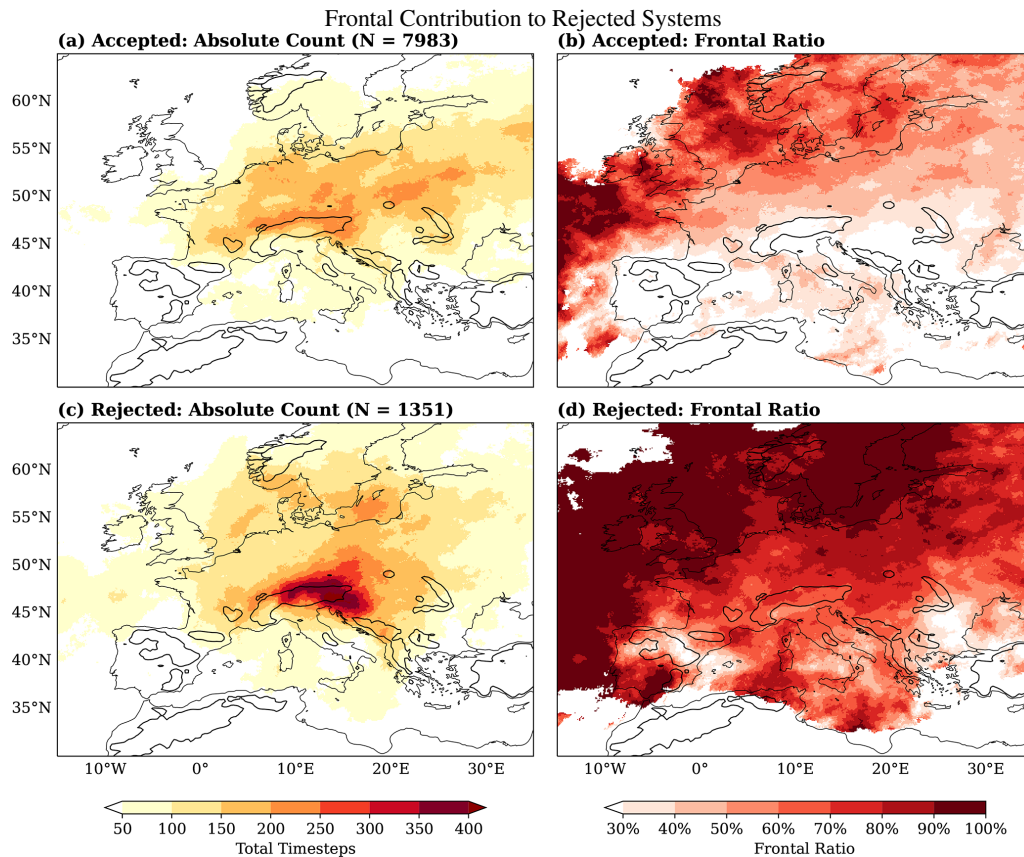 Frontal Contribution to Rejected Systems
(a) Accepted: Absolute Count (N = 7983)
(b) Accepted: Frontal Ratio
60°N
55°N
50°N
45°N
40°N
35°N
(c) Rejected: Absolute Count (N = 1351)
(d) Rejected: Frontal Ratio
60°N
55°N
50°N
45°N
40°N
35°N
10°W 0° 10°E 20°E 30°E
10°W 0° 10°E 20°E 30°E
50 100 150 200 250 300 350 400
Total Timesteps
30% 40% 50% 60% 70% 80% 90% 100%
Frontal Ratio